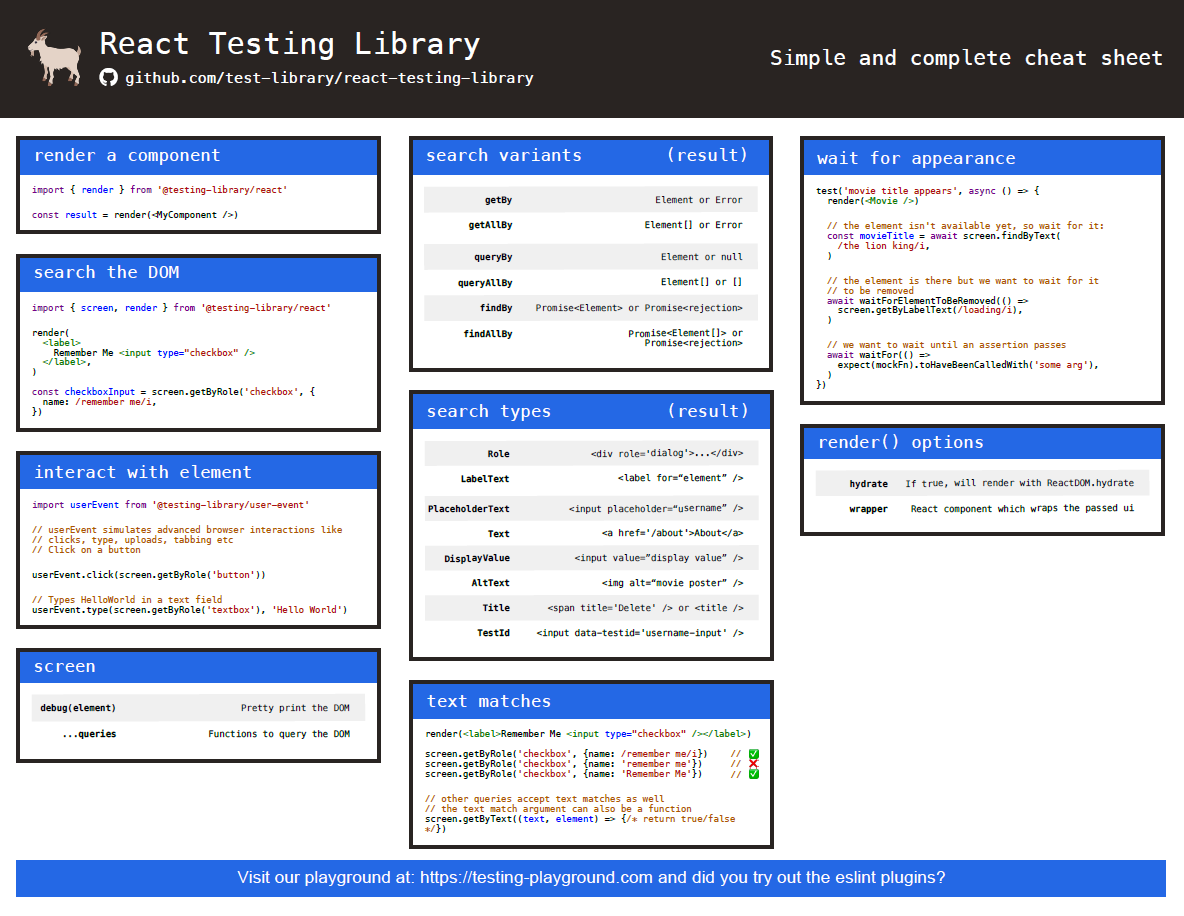 React Testing Library
github.com/test-library/react-testing-library
Simple and complete cheat sheet
render a component
import { render } from '@testing-library/react'
const result = render(<MyComponent />)
search the DOM
import { screen, render } from '@testing-library/react'
render(
<label>
Remember Me <input type="checkbox" />
</label>,
)
const checkboxInput = screen.getByRole('checkbox', {
name: /remember me/i,
})
interact with element
import userEvent from '@testing-library/user-event'
// userEvent simulates advanced browser interactions like
// clicks, type, uploads, tabbing etc
// Click on a button
userEvent.click(screen.getByRole('button'))
// Types HelloWorld in a text field
userEvent.type(screen.getByRole('textbox'), 'Hello World')
screen
debug(element) Pretty print the DOM
...queries Functions to query the DOM
search variants (result)
getBy Element or Error
getAllBy Element[] or Error
queryBy Element or null
queryAllBy Element[] or []
findBy Promise<Element> or Promise<rejection>
findAllBy Promise<Element[]> or
Promise<rejection>
search types (result)
Role <div role='dialog'>...</div>
LabelText <label for=“element” />
PlaceholderText <input placeholder=“username” />
Text <a href='/about'>About</a>
DisplayValue <input value=”display value” />
AltText <img alt=“movie poster” />
Title <span title='Delete' /> or <title />
TestId <input data-testid='username-input' />
text matches
render(<label>Remember Me <input type="checkbox" /></label>)
screen.getByRole('checkbox', {name: /remember me/i}) // ✅
screen.getByRole('checkbox', {name: 'remember me'}) // ❌
screen.getByRole('checkbox', {name: 'Remember Me'}) // ✅
// other queries accept text matches as well
// the text match argument can also be a function
screen.getByText((text, element) => {/* return true/false
*/})
wait for appearance
test('movie title appears', async () => {
render(<Movie />)
// the element isn't available yet, so wait for it:
const movieTitle = await screen.findByText(
/the lion king/i,
)
// the element is there but we want to wait for it
// to be removed
await waitForElementToBeRemoved(() =>
screen.getByLabelText(/loading/i),
)
// we want to wait until an assertion passes
await waitFor(() =>
expect(mockFn).toHaveBeenCalledWith('some arg'),
)
})
render() options
hydrate If true, will render with ReactDOM.hydrate
wrapper React component which wraps the passed ui
Visit our playground at: https://testing-playground.com and did you try out the eslint plugins?